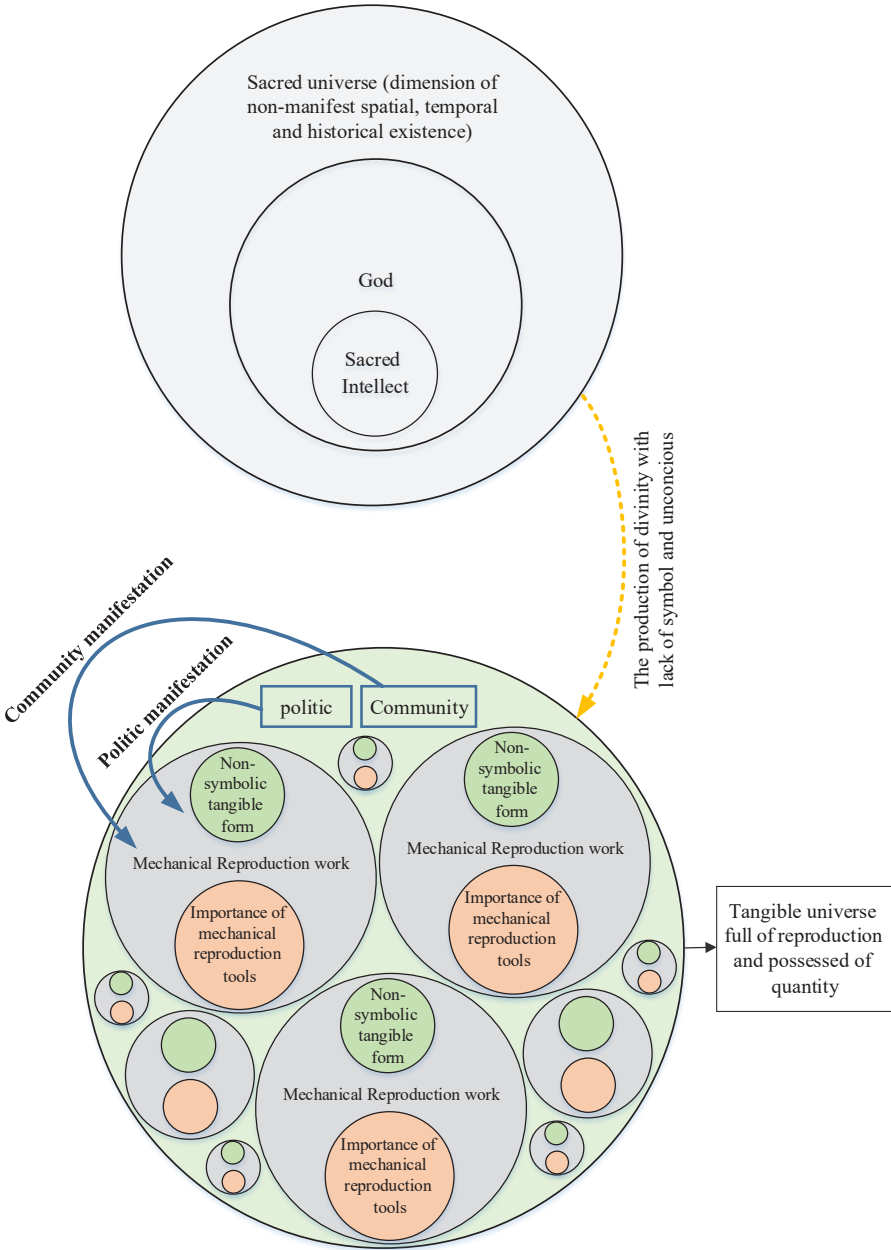 Sacred universe (dimension of
non-manifest spatial, temporal
and historical existence)
God
Sacred
Intellect
The production of divinity with
lack of symbol and unconcious
Community manifestation
Politic manifestation
politic
Community
Non-
symbolic
tangible
form
Mechanical Reproduction work
Importance of
mechanical
reproduction
tools
Non-
symbolic
tangible
form
Mechanical Reproduction work
Importance of
mechanical
reproduction
tools
Tangible universe
full of reproduction
and possessed of
quantity
Non-
symbolic
tangible
form
Mechanical Reproduction work
Importance of
mechanical
reproduction
tools